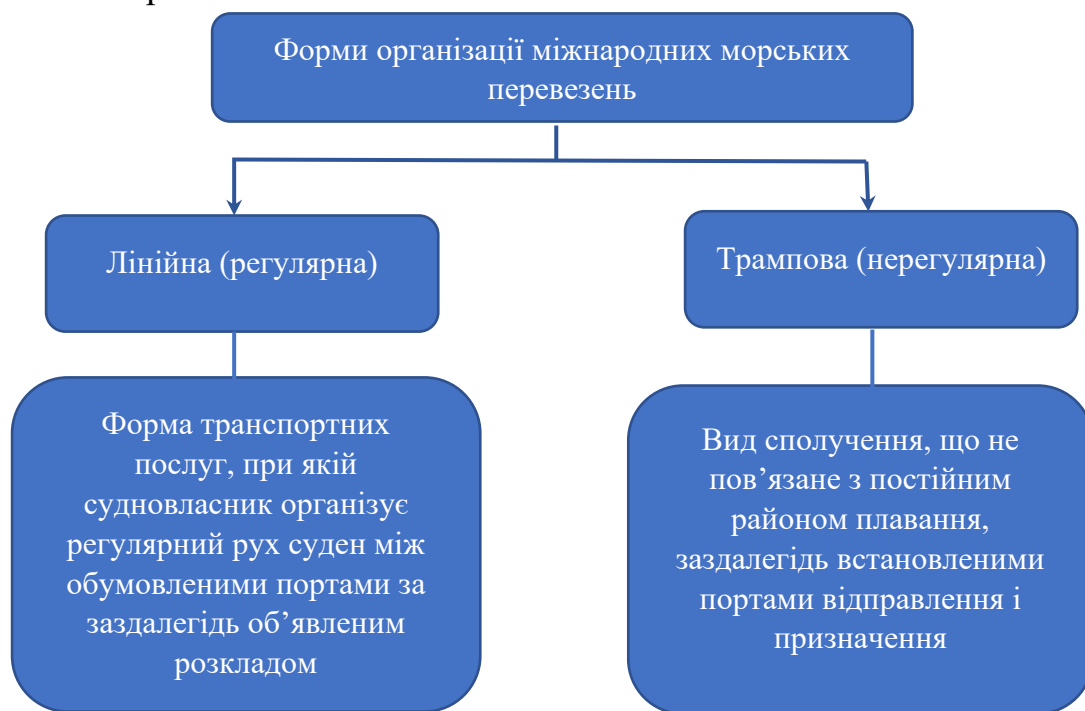 Форми організації міжнародних морських
перевезень
Лінійна (регулярна)
Трампова (нерегулярна)
Форма транспортних
послуг, при якій
судновласник організує
регулярний рух суден між
обумовленими портами за
заздалегідь об’явленим
розкладом
Вид сполучення, що не
пов’язане з постійним
районом плавання,
заздалегідь встановленими
портами відправлення і
призначення